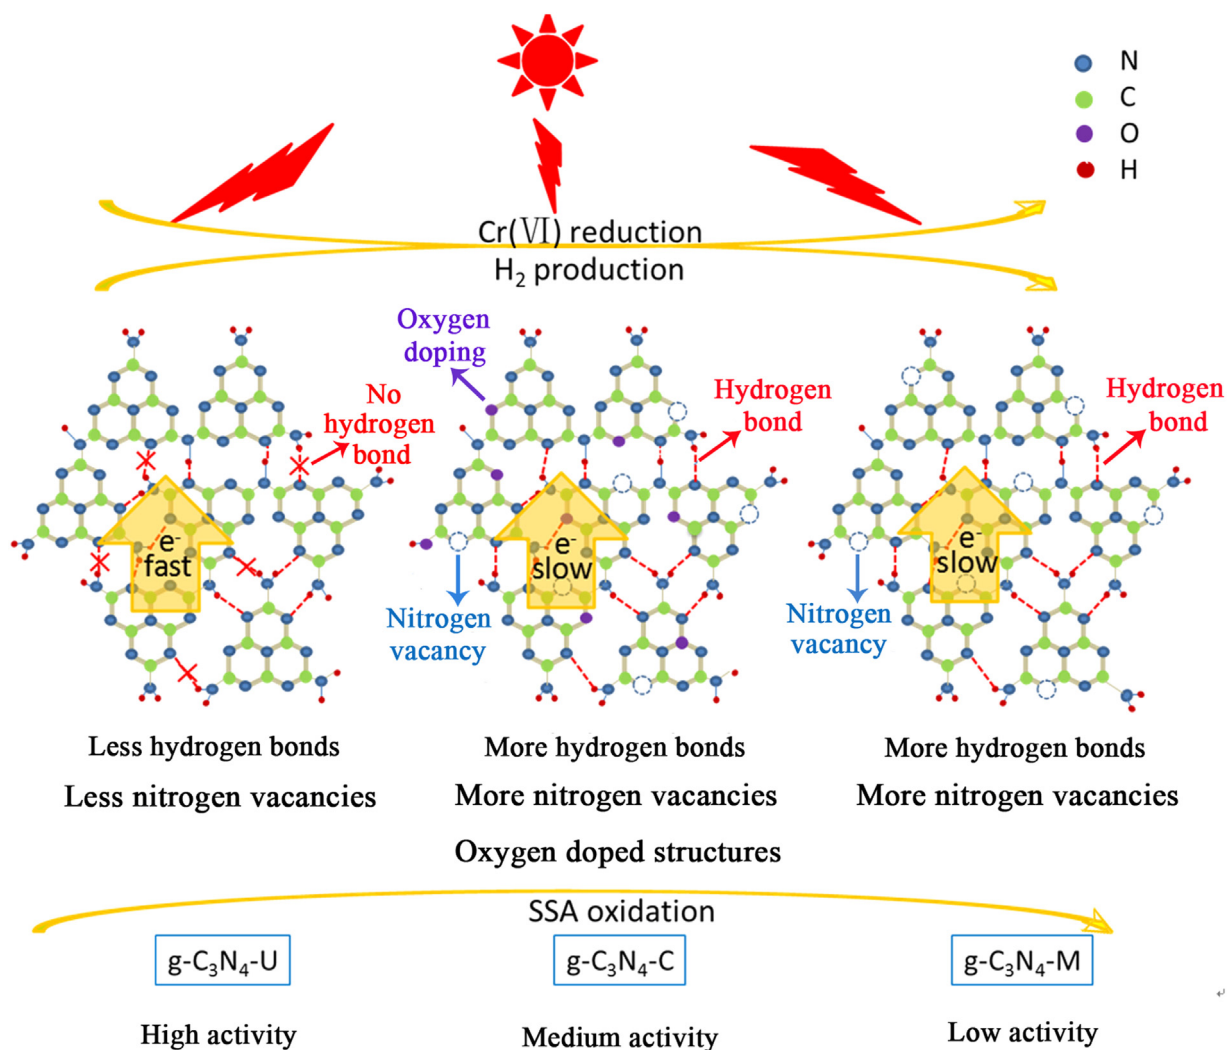 N
C
O
H
Cr(Ⅵ) reduction
H₂ production
Oxygen
doping
No
hydrogen
bond
Hydrogen
bond
Hydrogen
bond
e⁻
fast
e⁻
slow
e⁻
slow
Nitrogen
vacancy
Nitrogen
vacancy
Less hydrogen bonds
More hydrogen bonds
More hydrogen bonds
Less nitrogen vacancies
More nitrogen vacancies
More nitrogen vacancies
Oxygen doped structures
SSA oxidation
g-C₃N₄-U
g-C₃N₄-C
g-C₃N₄-M
High activity
Medium activity
Low activity